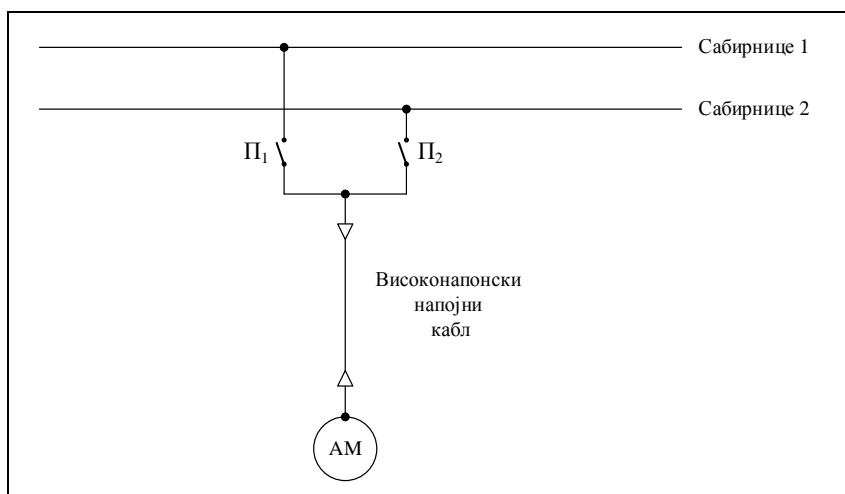 Сабирнице 1
Сабирнице 2
П₁
П₂
Високонапонски
напојни
кабл
АМ